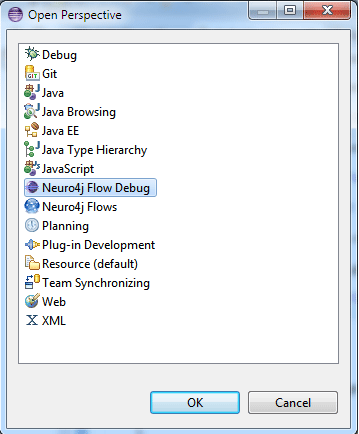 Open Perspective
Debug
GIT Git
Java
Java Browsing
Java EE
Java Type Hierarchy
JavaScript
Neuro4j Flow Debug
Neuro4j Flows
Planning
Plug-in Development
Resource (default)
Team Synchronizing
Web
X XML
OK Cancel